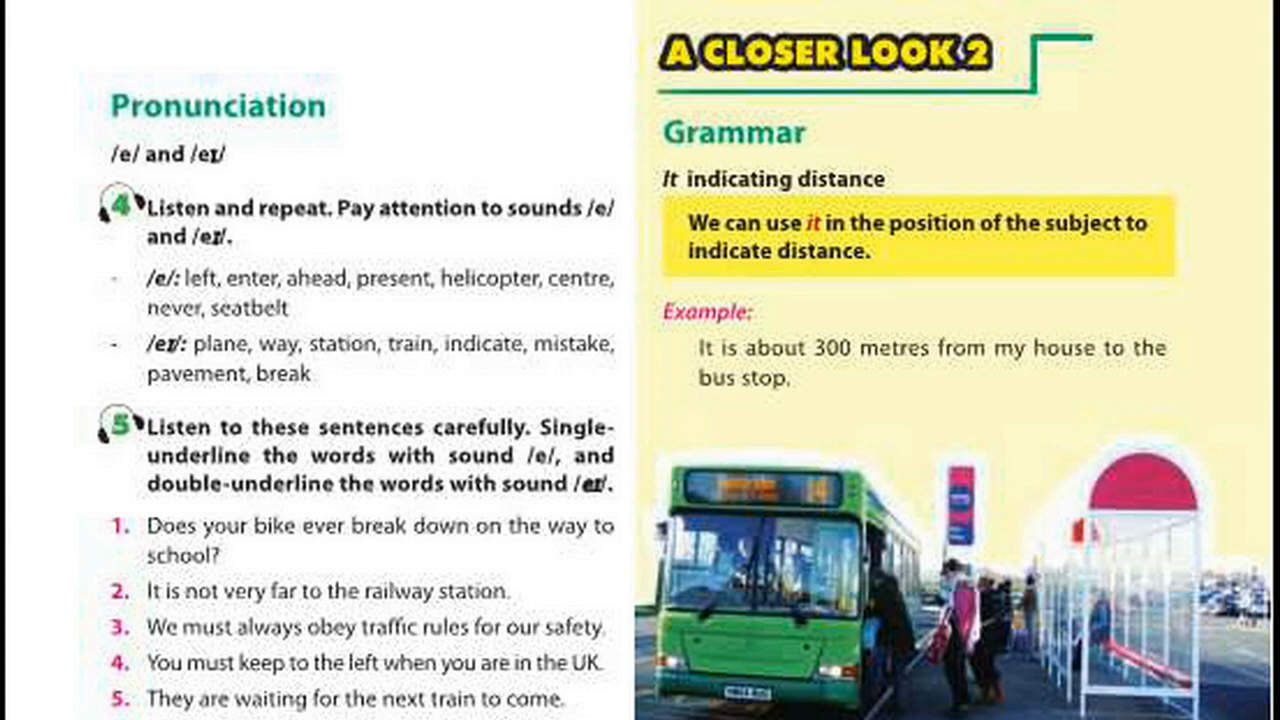 Pronunciation
/e/ and /eɪ/
4 Listen and repeat. Pay attention to sounds /e/
and /eɪ/.
- /e/: left, enter, ahead, present, helicopter, centre,
never, seatbelt
- /eɪ/: plane, way, station, train, indicate, mistake,
pavement, break
5 Listen to these sentences carefully. Single-
underline the words with sound /e/, and
double-underline the words with sound /eɪ/.
1. Does your bike ever break down on the way to
school?
2. It is not very far to the railway station.
3. We must always obey traffic rules for our safety.
4. You must keep to the left when you are in the UK.
5. They are waiting for the next train to come.
A CLOSER LOOK 2
Grammar
It indicating distance
We can use it in the position of the subject to
indicate distance.
Example:
It is about 300 metres from my house to the
bus stop.